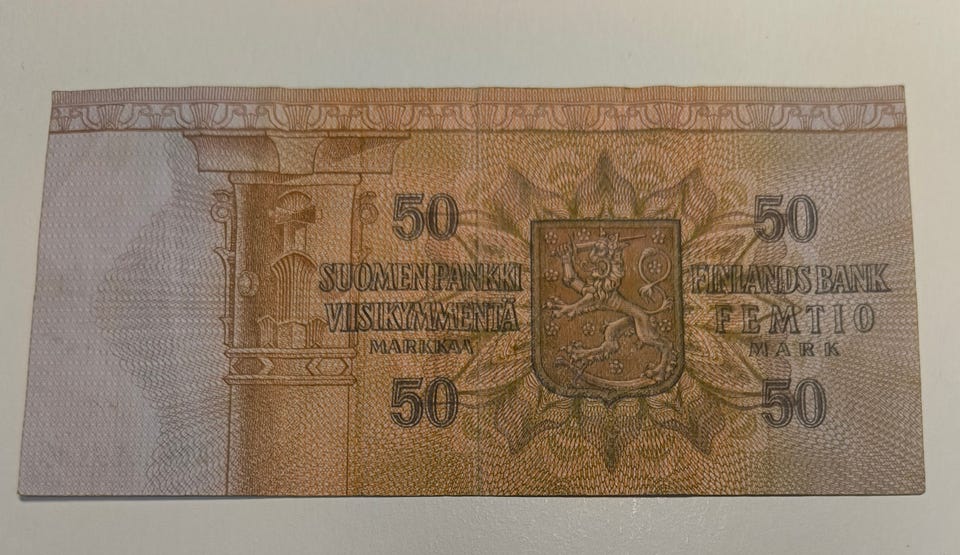 50 50
SUOMEN PANKKI FINLANDS BANK
VIISIKYMMENTÄ FEMTIO
MARKKAA MARK
50 50